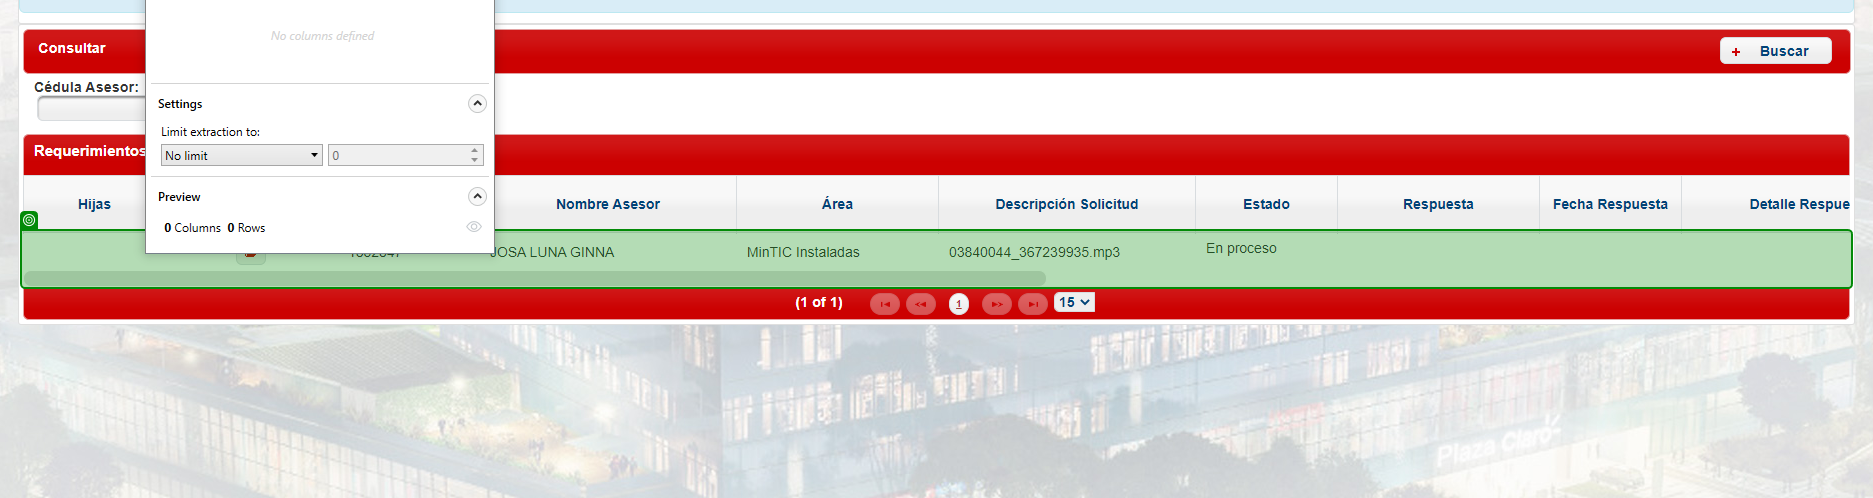 No columns defined
Consultar
+ Buscar
Cédula Asesor:
Settings
Limit extraction to:
No limit 0
Requerimientos
Preview
0 Columns 0 Rows
Hijas Nombre Asesor Área Descripción Solicitud Estado Respuesta Fecha Respuesta Detalle Respue
JOSA LUNA GINNA MinTIC Instaladas 03840044_367239935.mp3 En proceso
(1 of 1) 1 15
Plaza Claro